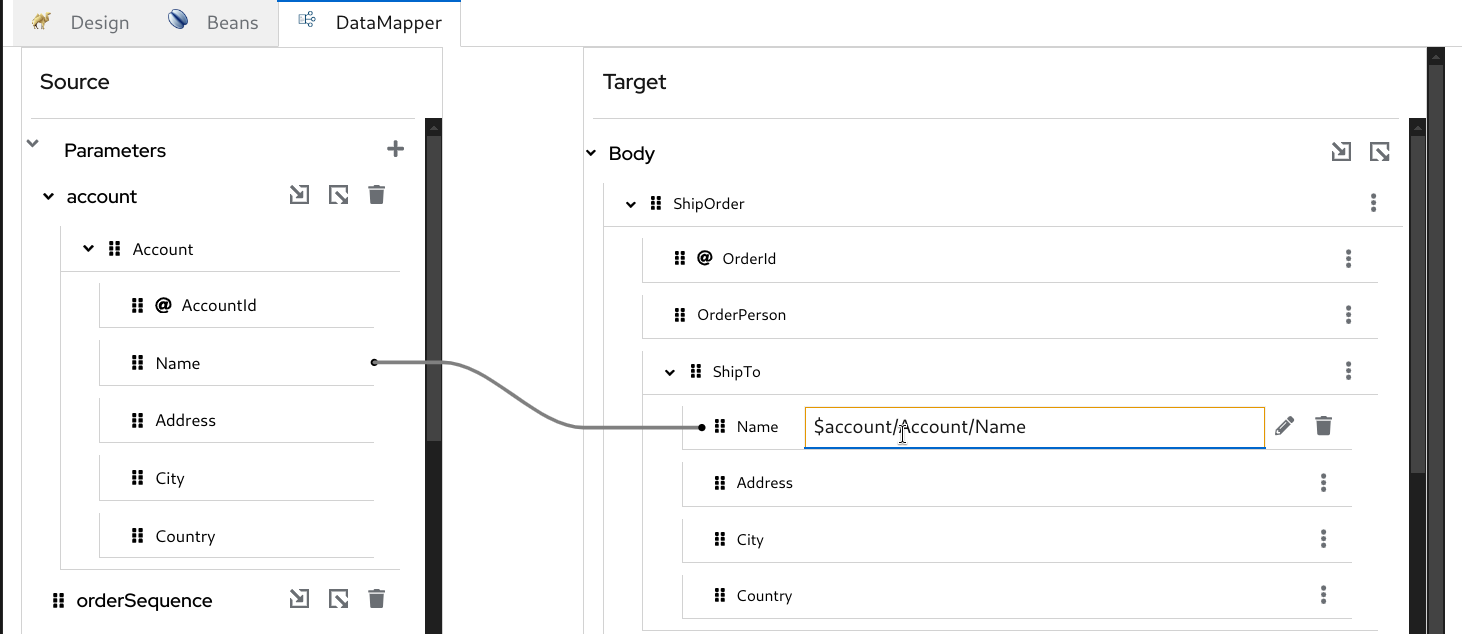 Design Beans DataMapper
Source
Parameters
account
Account
@ AccountId
Name
Address
City
Country
orderSequence
Target
Body
ShipOrder
@ OrderId
OrderPerson
ShipTo
Name $account/Account/Name
Address
City
Country